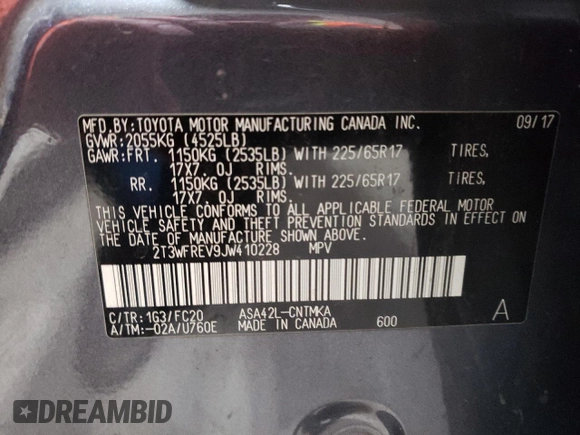 MFD.BY:TOYOTA MOTOR MANUFACTURING CANADA INC. 09/17
GVWR:2055KG (4525LB)
GAWR:FRT. 1150KG (2535LB) WITH 225/65R17 TIRES,
17X7.0J RIMS.
RR. 1150KG (2535LB) WITH 225/65R17 TIRES,
17X7.0J RIMS.
THIS VEHICLE CONFORMS TO ALL APPLICABLE FEDERAL MOTOR
VEHICLE SAFETY AND THEFT PREVENTION STANDARDS IN EFFECT ON
THE DATE OF MANUFACTURE SHOWN ABOVE.
2T3WFREV9JW410228 MPV
C/TR:1G3/FC20 ASA42L-CNTMKA A
A/TM:-02A/U760E MADE IN CANADA 600
DREAMBID